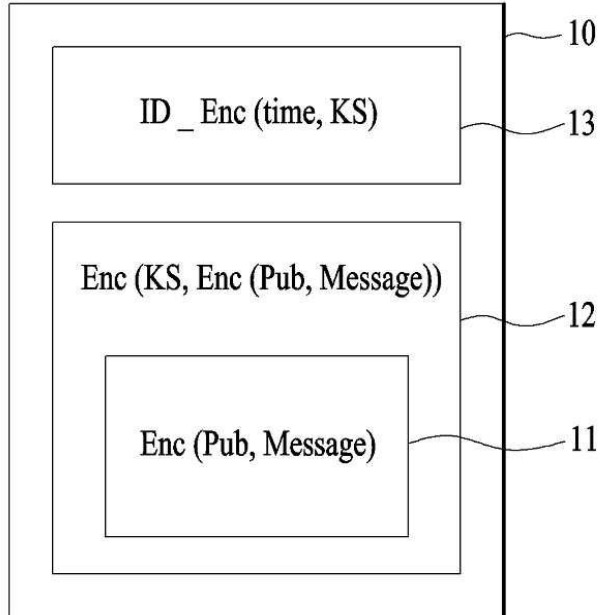 10
ID _ Enc (time, KS)
13
Enc (KS, Enc (Pub, Message))
12
Enc (Pub, Message)
11